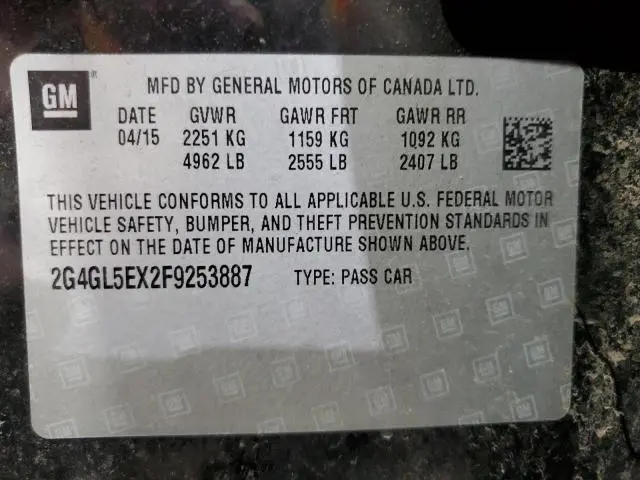 GM
MFD BY GENERAL MOTORS OF CANADA LTD.
DATE GVWR GAWR FRT GAWR RR
04/15 2251 KG 1159 KG 1092 KG
4962 LB 2555 LB 2407 LB
THIS VEHICLE CONFORMS TO ALL APPLICABLE U.S. FEDERAL MOTOR
VEHICLE SAFETY, BUMPER, AND THEFT PREVENTION STANDARDS IN
EFFECT ON THE DATE OF MANUFACTURE SHOWN ABOVE.
2G4GL5EX2F9253887 TYPE: PASS CAR